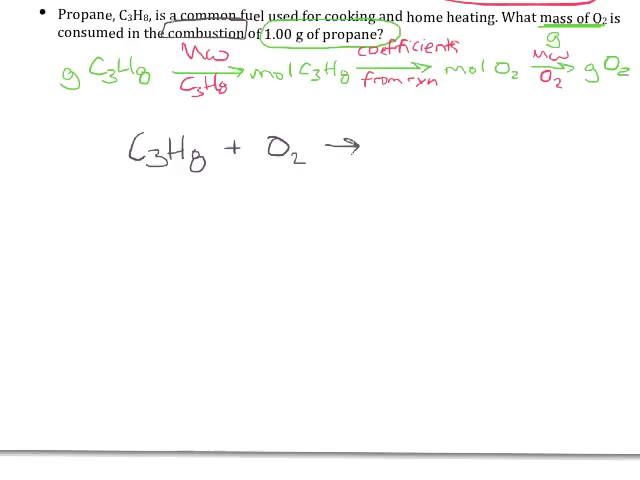 • Propane, C₃H₈, is a common fuel used for cooking and home heating. What mass of O₂ is
consumed in the combustion of 1.00 g of propane?
g
MW coefficients MW
g C₃H₈ → mol C₃H₈ → mol O₂ → g O₂
C₃H₈ from rxn O₂
C₃H₈ + O₂ →